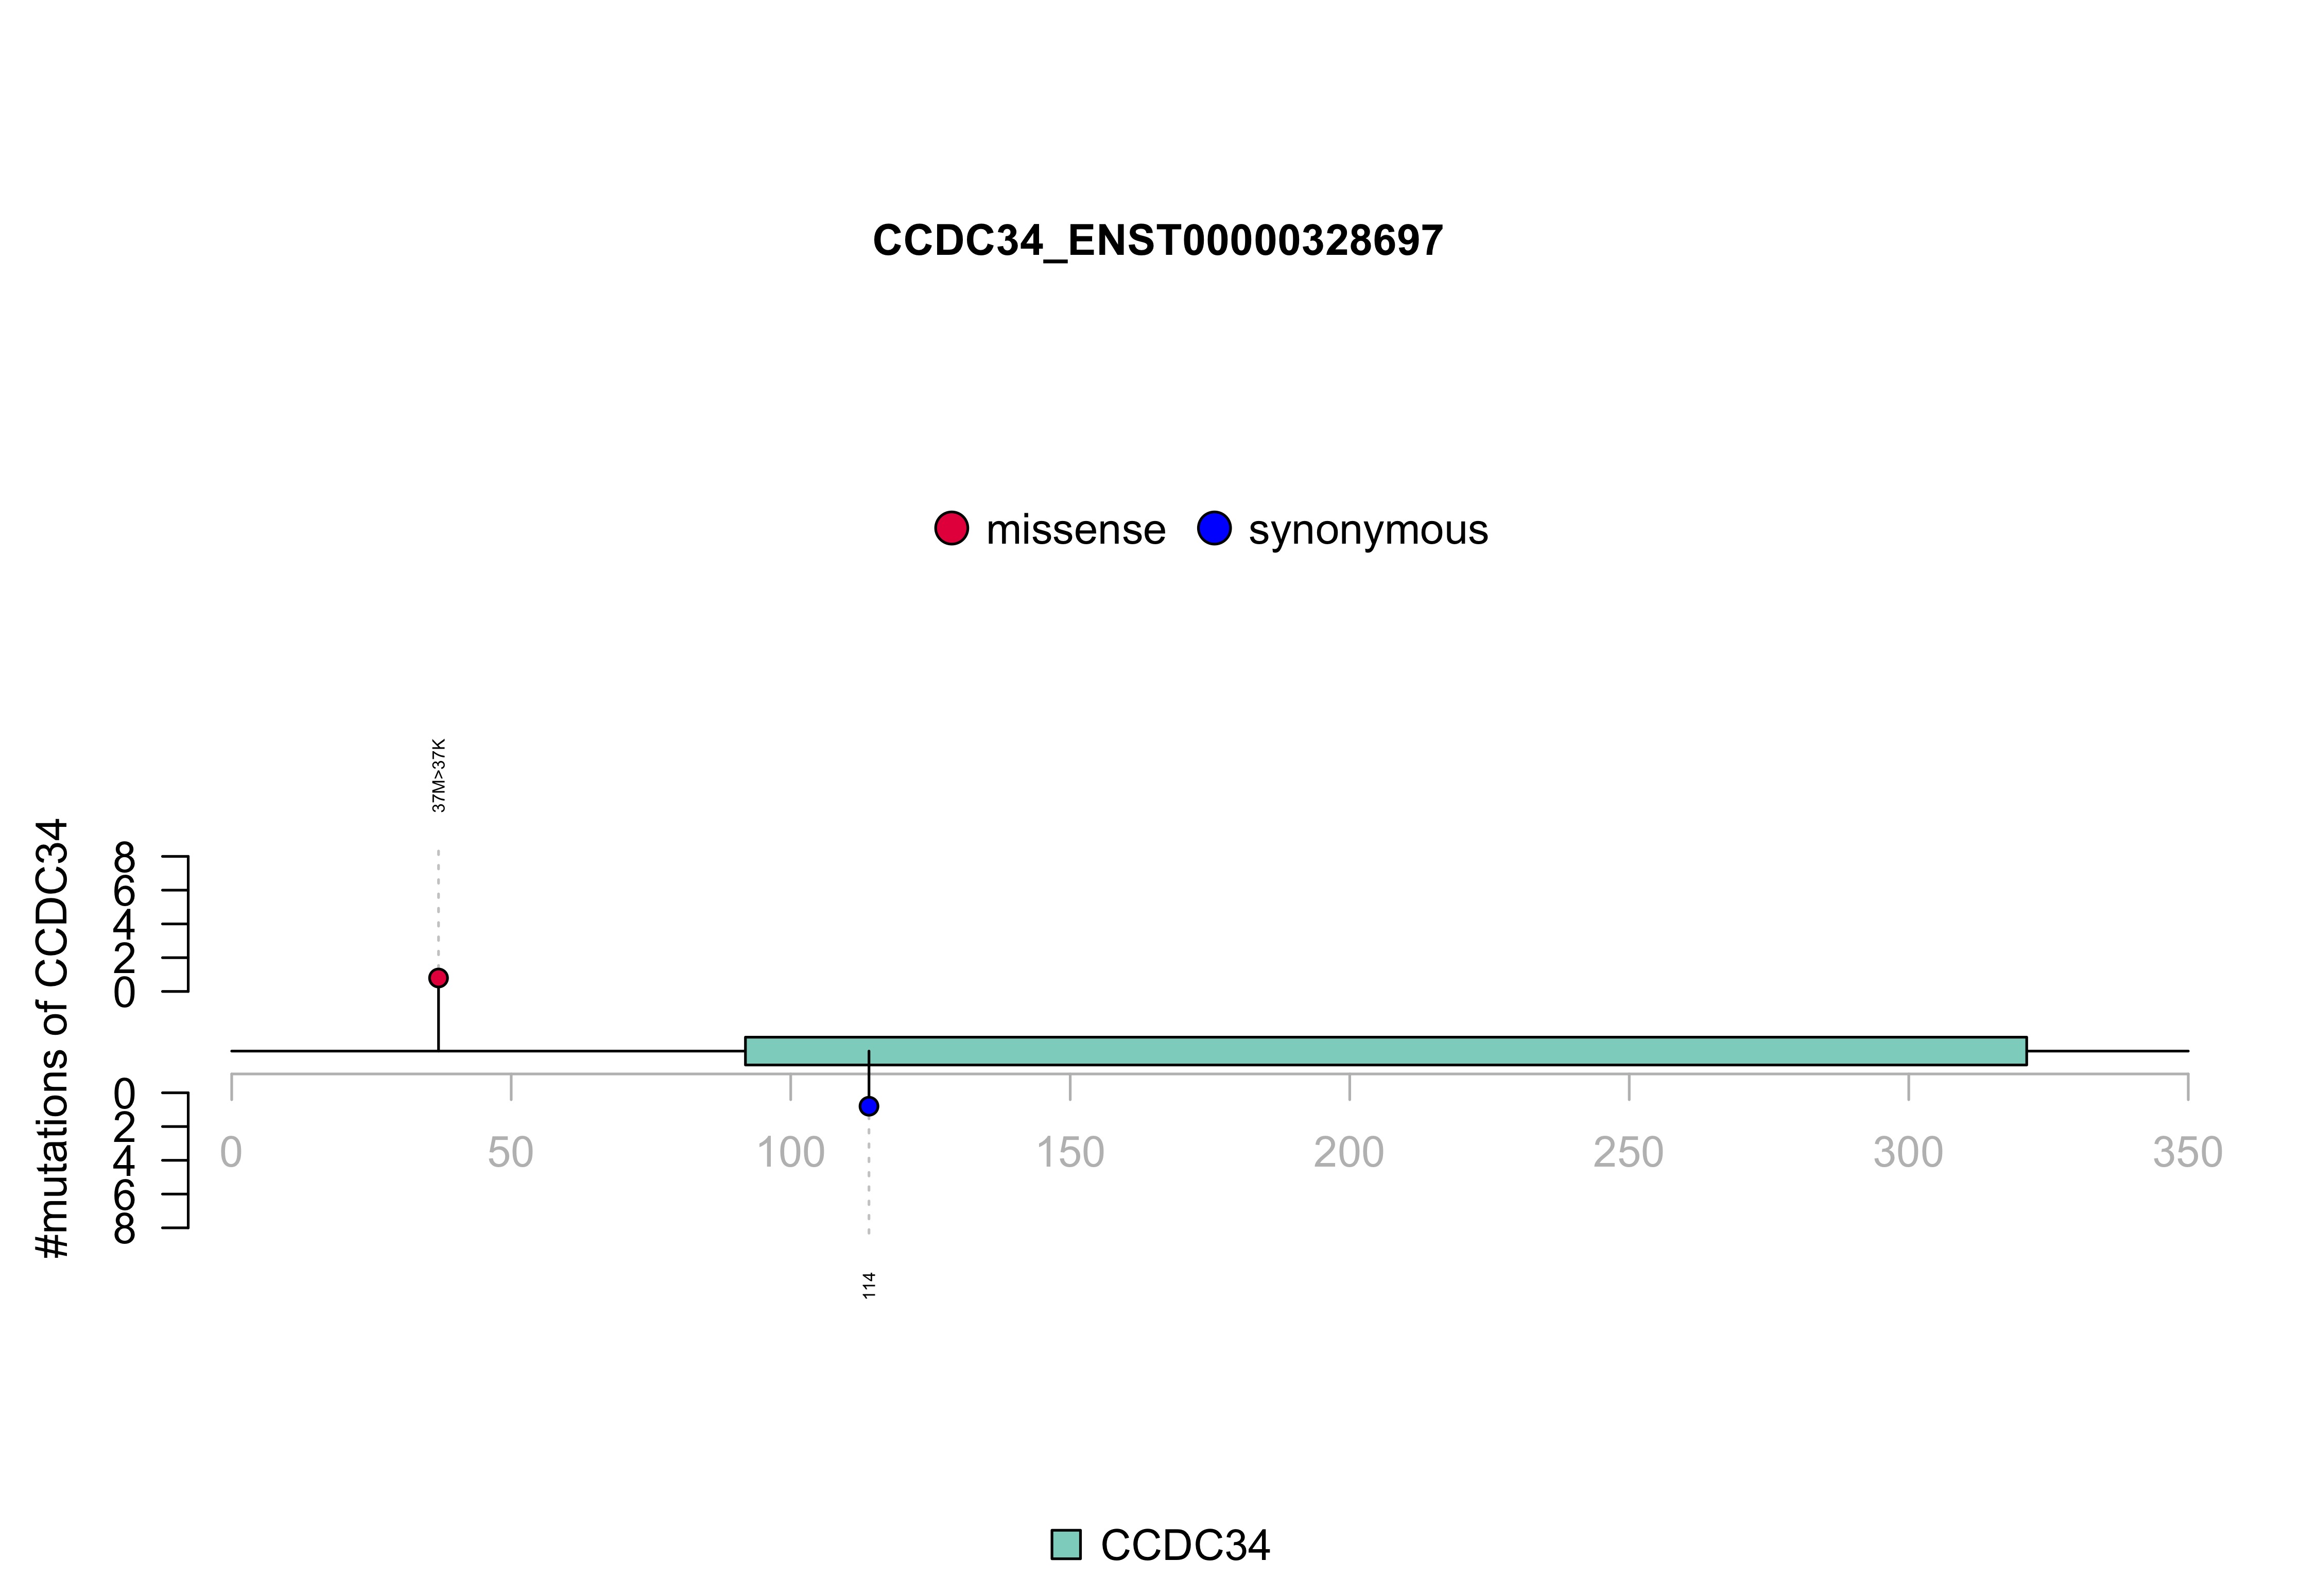 CCDC34_ENST00000328697
missense
synonymous
37M>37K
#mutations of CCDC34
8
6
4
2
0
0
2
4
6
8
0 50 100 150 200 250 300 350
114
CCDC34